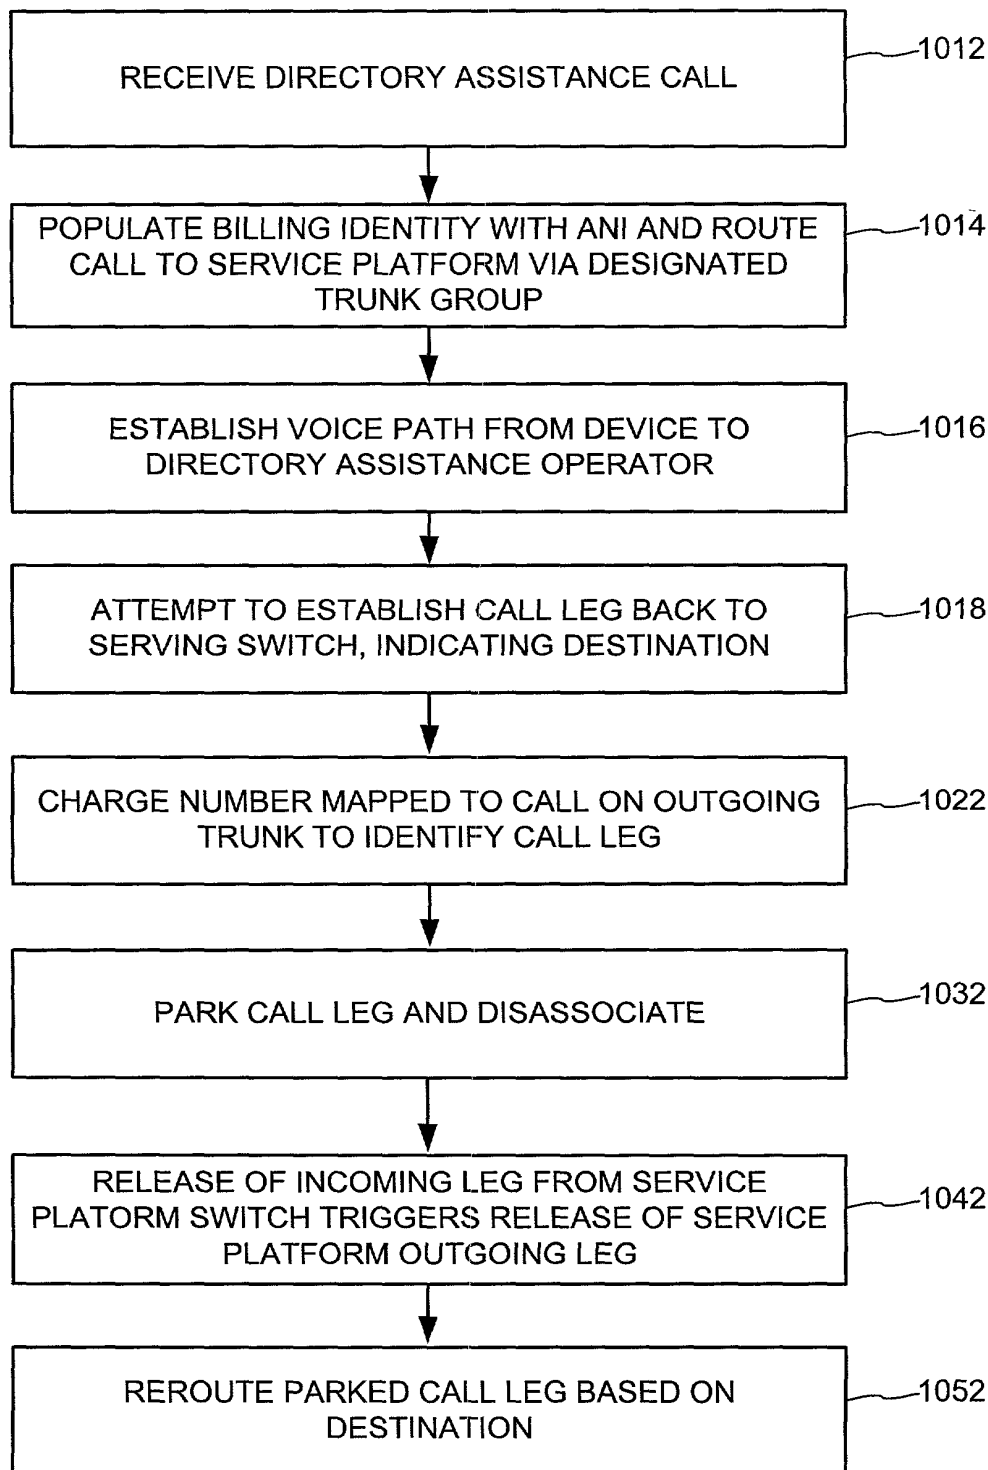 RECEIVE DIRECTORY ASSISTANCE CALL
1012
POPULATE BILLING IDENTITY WITH ANI AND ROUTE
CALL TO SERVICE PLATFORM VIA DESIGNATED
TRUNK GROUP
1014
ESTABLISH VOICE PATH FROM DEVICE TO
DIRECTORY ASSISTANCE OPERATOR
1016
ATTEMPT TO ESTABLISH CALL LEG BACK TO
SERVING SWITCH, INDICATING DESTINATION
1018
CHARGE NUMBER MAPPED TO CALL ON OUTGOING
TRUNK TO IDENTIFY CALL LEG
1022
PARK CALL LEG AND DISASSOCIATE
1032
RELEASE OF INCOMING LEG FROM SERVICE
PLATORM SWITCH TRIGGERS RELEASE OF SERVICE
PLATFORM OUTGOING LEG
1042
REROUTE PARKED CALL LEG BASED ON
DESTINATION
1052